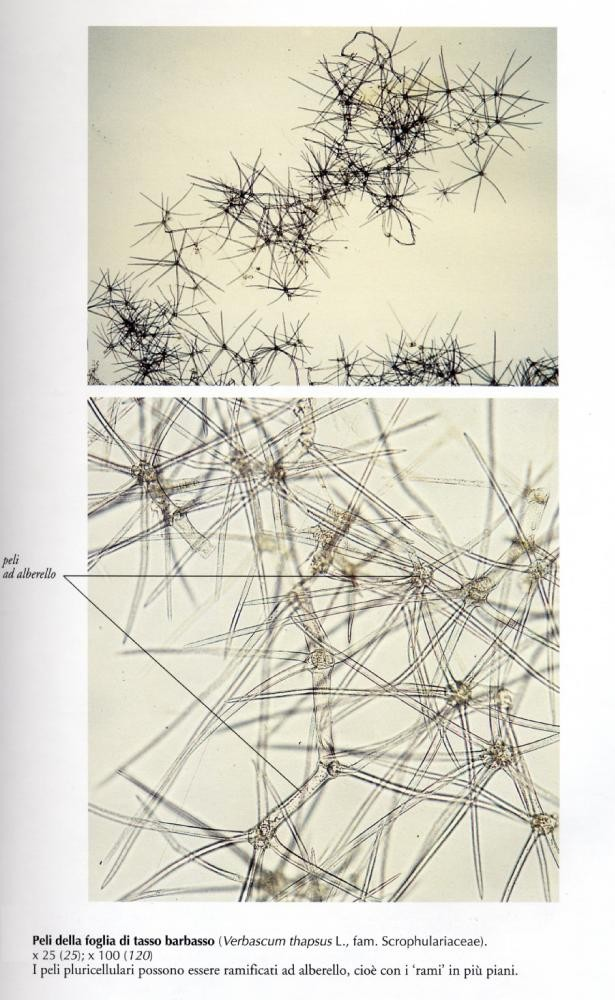 peli
ad alberello
Peli della foglia di tasso barbasso (Verbascum thapsus L., fam. Scrophulariaceae).
x 25 (25); x 100 (120)
I peli pluricellulari possono essere ramificati ad alberello, cioè con i ‘rami’ in più piani.